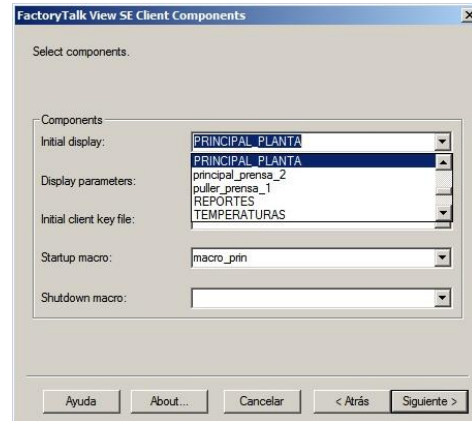 FactoryTalk View SE Client Components
Select components.
Components
Initial display: PRINCIPAL_PLANTA
PRINCIPAL_PLANTA
principal_prensa_2
Display parameters:
puller_prensa_1
REPORTES
Initial client key file:
TEMPERATURAS
Startup macro: macro_prin
Shutdown macro:
Ayuda About... Cancelar < Atrás Siguiente >